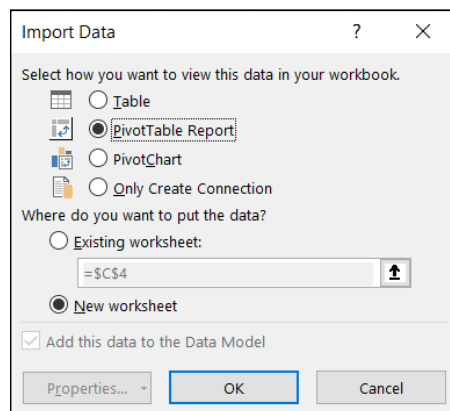 Import Data ?
Select how you want to view this data in your workbook.
Table
PivotTable Report
PivotChart
Only Create Connection
Where do you want to put the data?
Existing worksheet:
=$C$4
New worksheet
Add this data to the Data Model
Properties... OK Cancel